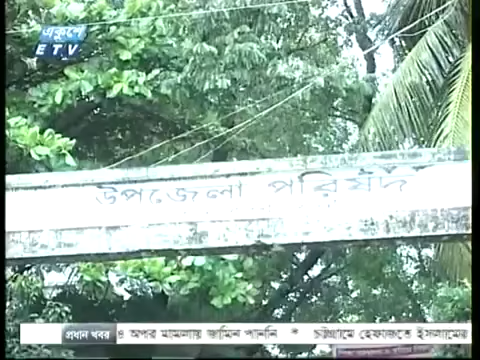 একুশে
ETV
উপজেলা পরিষদ
প্রধান খবর ও অপর মামলায় জামিন পাননি * চট্টগ্রামে হেফাজতে ইসলামের